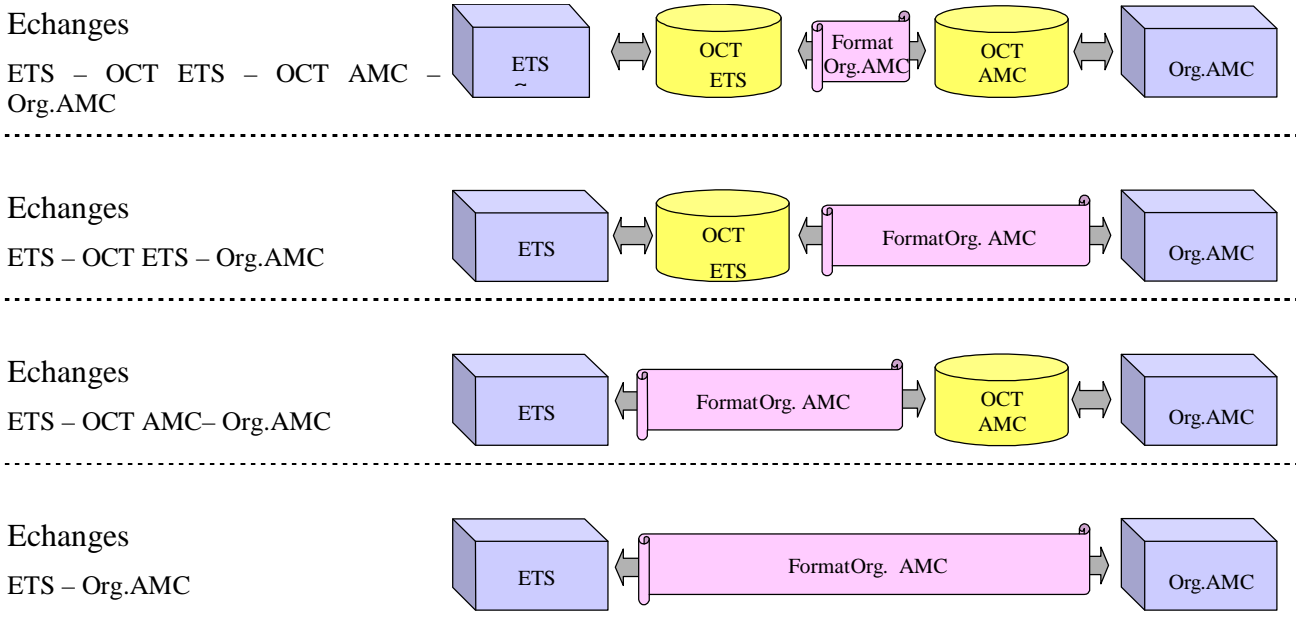 Echanges
ETS – OCT ETS – OCT AMC –
Org.AMC
ETS
OCT
ETS
Format
Org.AMC
OCT
AMC
Org.AMC
Echanges
ETS – OCT ETS – Org.AMC
ETS
OCT
ETS
FormatOrg. AMC
Org.AMC
Echanges
ETS – OCT AMC– Org.AMC
ETS
FormatOrg. AMC
OCT
AMC
Org.AMC
Echanges
ETS – Org.AMC
ETS
FormatOrg. AMC
Org.AMC